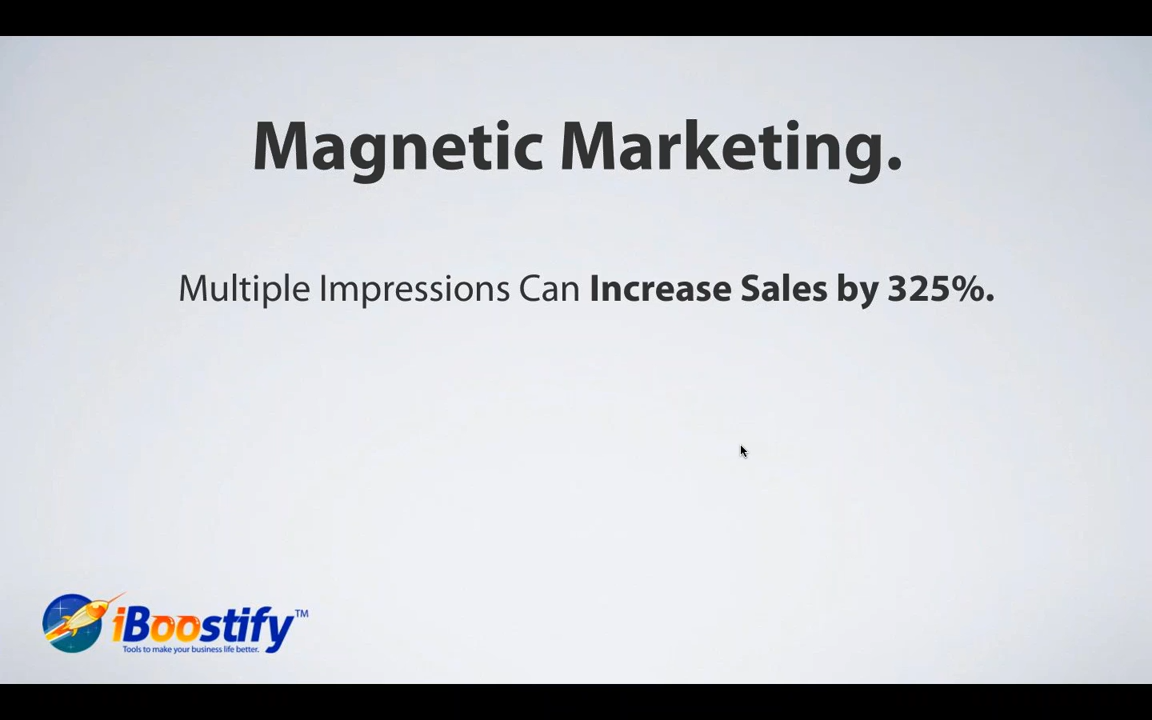 Magnetic Marketing.
Multiple Impressions Can Increase Sales by 325%.
iBoostify™
Tools to make your business life better.